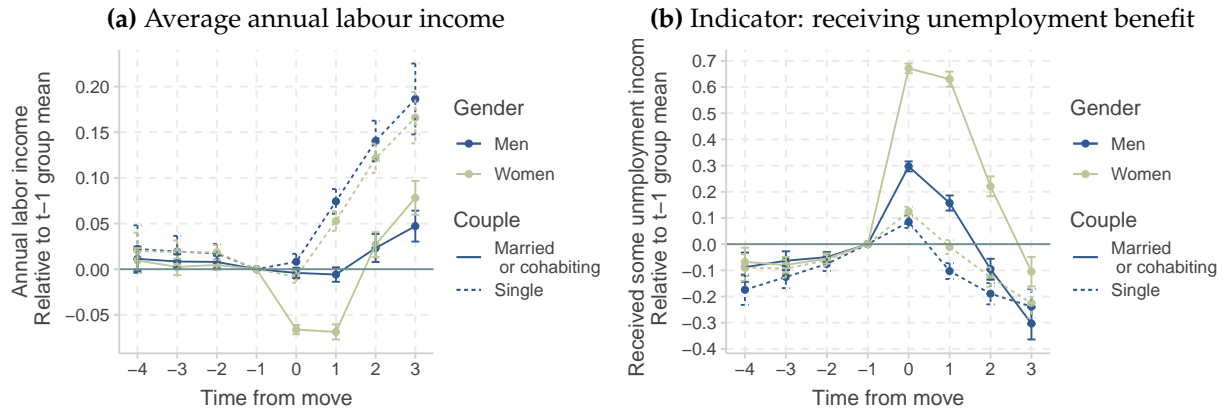 (a) Average annual labour income
Annual labor income
Relative to t−1 group mean
0.20
0.15
0.10
0.05
0.00
−0.05
−4 −3 −2 −1 0 1 2 3
Time from move
Gender
Men
Women
Couple
Married
or cohabiting
Single
(b) Indicator: receiving unemployment benefit
Received some unmployment incom
Relative to t−1 group mean
0.7
0.6
0.5
0.4
0.3
0.2
0.1
0.0
−0.1
−0.2
−0.3
−0.4
−4 −3 −2 −1 0 1 2 3
Time from move
Gender
Men
Women
Couple
Married
or cohabiting
Single